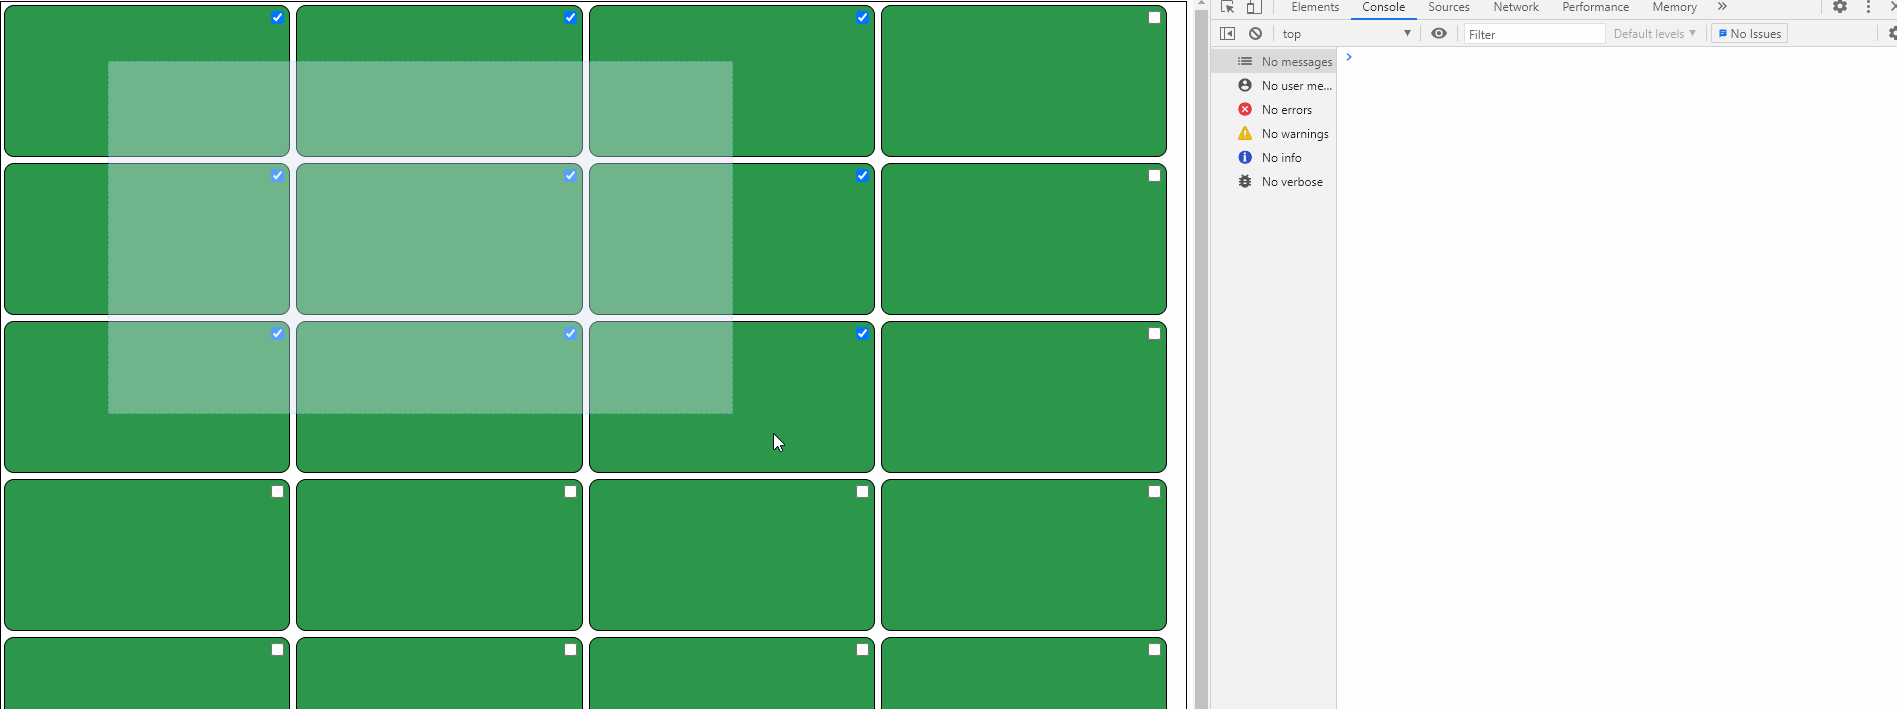 Elements Console Sources Network Performance Memory
top Filter Default levels No Issues
No messages
No user me...
No errors
No warnings
No info
No verbose